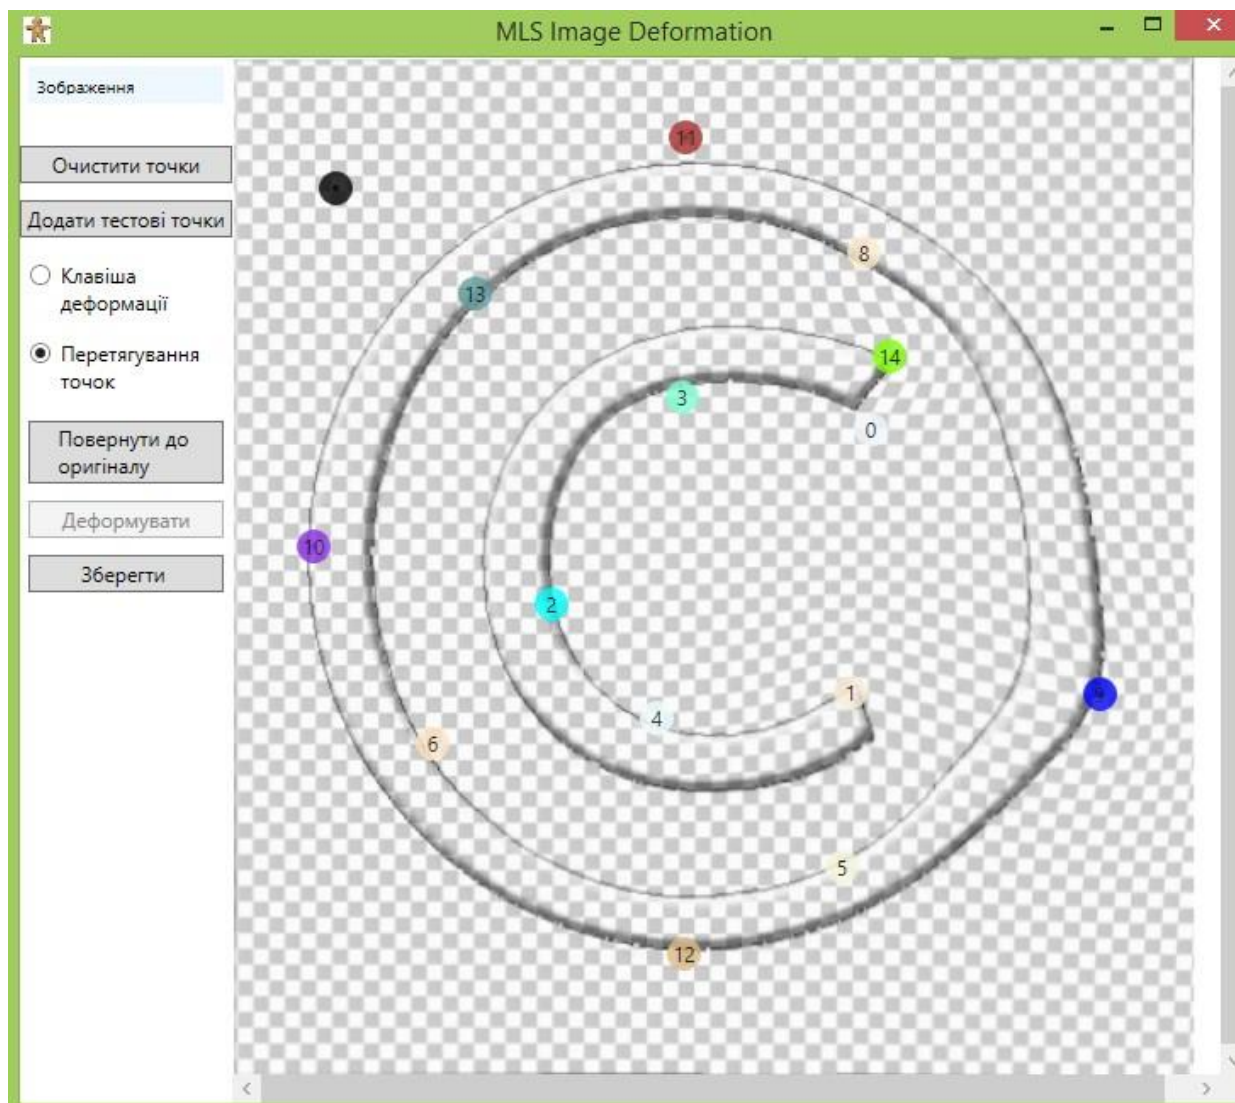 MLS Image Deformation
Зображення
Очистити точки
Додати тестові точки
Клавіша
деформації
Перетягування
точок
Повернути до
оригіналу
Деформувати
Зберегти
11
8
13
14
3
0
10
2
1
9
4
6
5
12